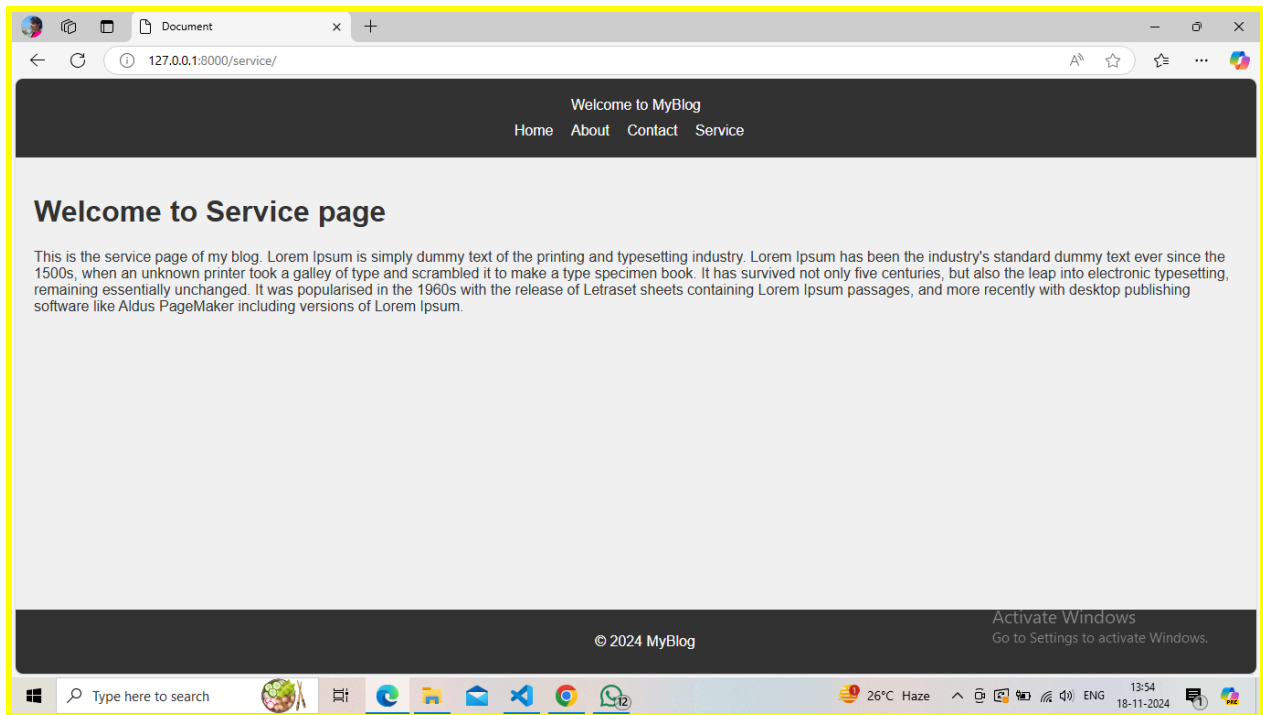 Document
127.0.0.1:8000/service/
Welcome to MyBlog
Home About Contact Service
Welcome to Service page
This is the service page of my blog. Lorem Ipsum is simply dummy text of the printing and typesetting industry. Lorem Ipsum has been the industry's standard dummy text ever since the
1500s, when an unknown printer took a galley of type and scrambled it to make a type specimen book. It has survived not only five centuries, but also the leap into electronic typesetting,
remaining essentially unchanged. It was popularised in the 1960s with the release of Letraset sheets containing Lorem Ipsum passages, and more recently with desktop publishing
software like Aldus PageMaker including versions of Lorem Ipsum.
Activate Windows
Go to Settings to activate Windows.
© 2024 MyBlog
Type here to search
12
26°C Haze
ENG
13:54
18-11-2024
1
PRE